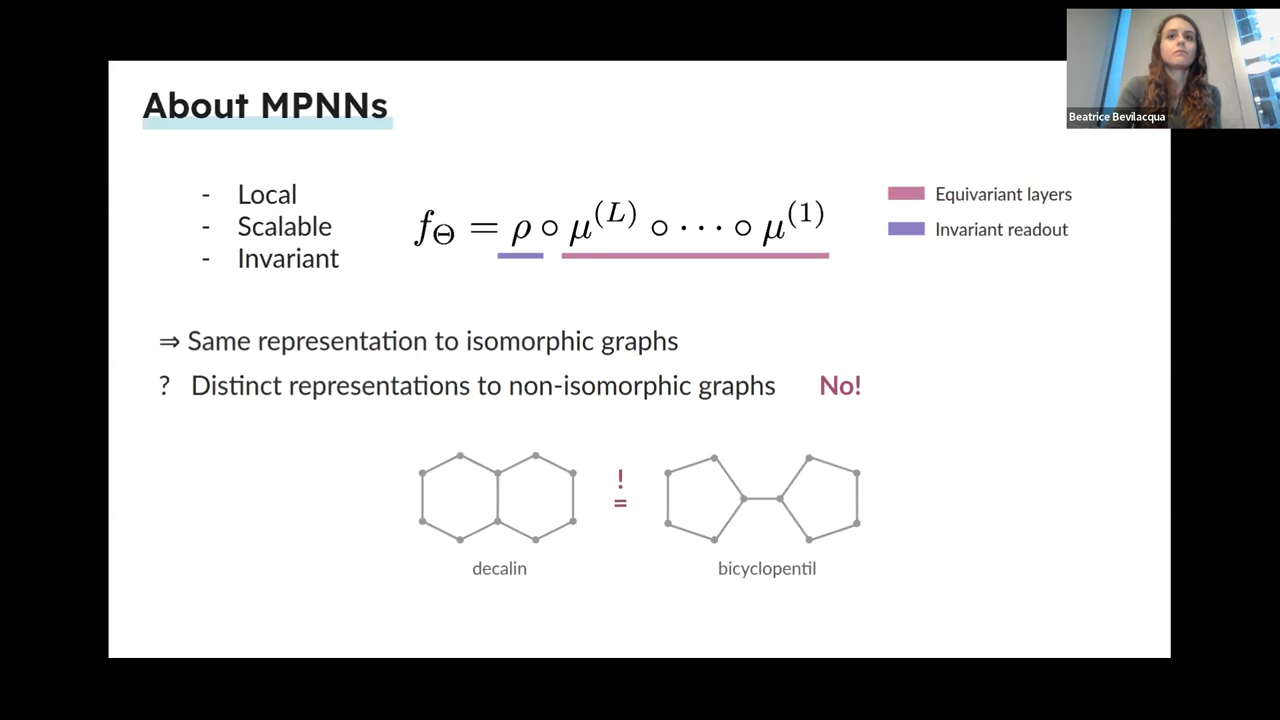 About MPNNs
Beatrice Bevilacqua
- Local
- Scalable
- Invariant
f_Θ = ρ ∘ μ^(L) ∘ ⋯ ∘ μ^(1)
Equivariant layers
Invariant readout
⇒ Same representation to isomorphic graphs
? Distinct representations to non-isomorphic graphs No!
!
=
decalin
bicyclopentil